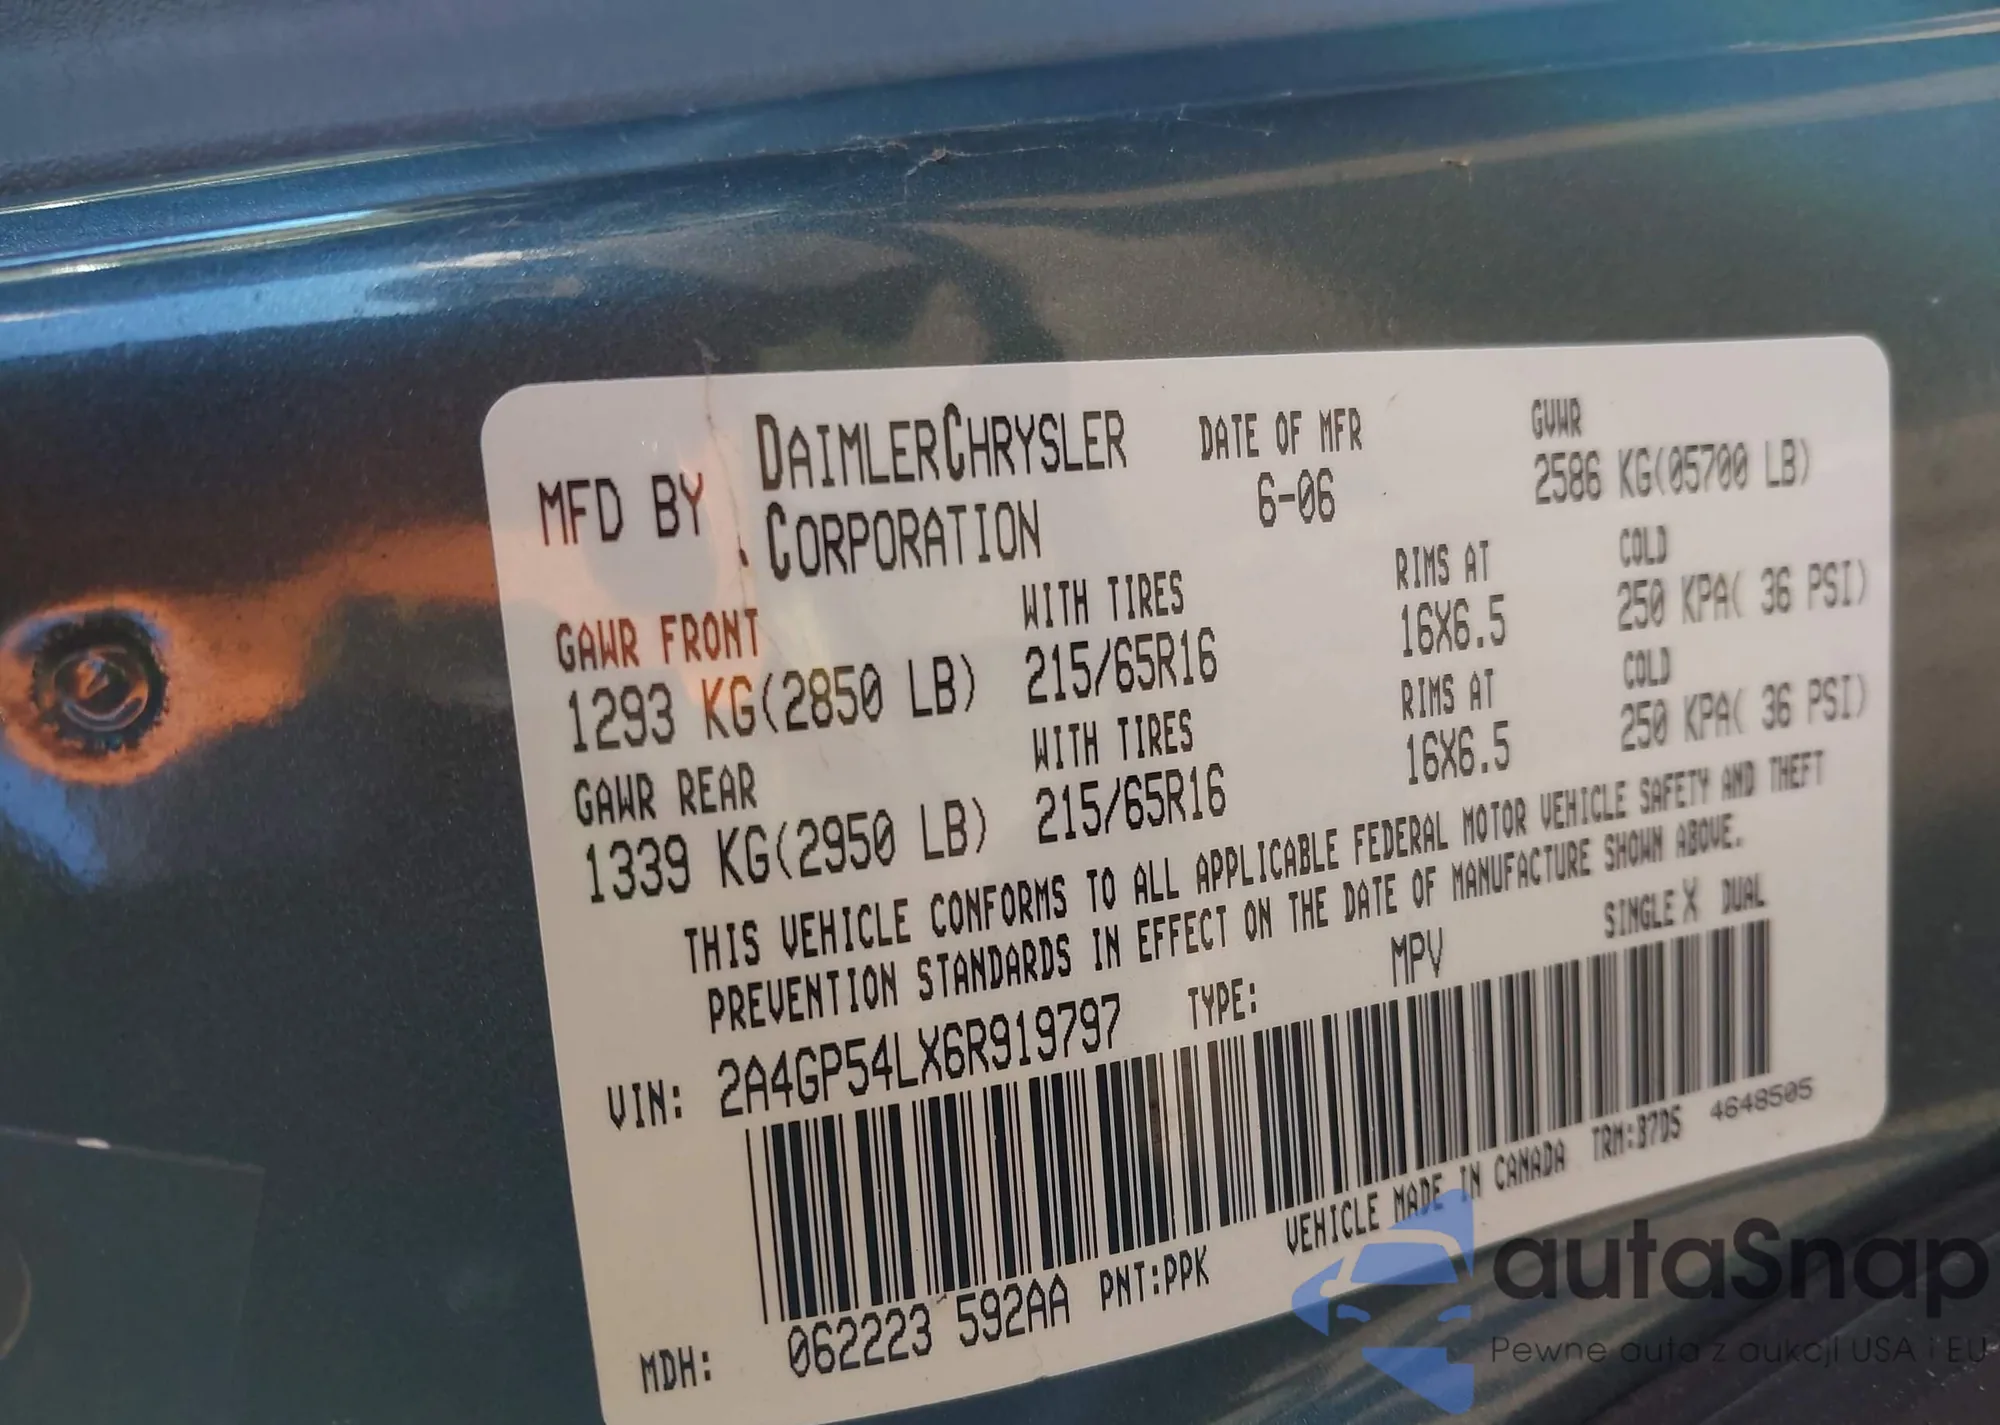 MFD BY DAIMLERCHRYSLER CORPORATION
DATE OF MFR 6-06
GVWR 2586 KG(05700 LB)
GAWR FRONT WITH TIRES RIMS AT COLD
1293 KG(2850 LB) 215/65R16 16X6.5 250 KPA( 36 PSI)
GAWR REAR WITH TIRES RIMS AT COLD
1339 KG(2950 LB) 215/65R16 16X6.5 250 KPA( 36 PSI)
THIS VEHICLE CONFORMS TO ALL APPLICABLE FEDERAL MOTOR VEHICLE SAFETY AND THEFT
PREVENTION STANDARDS IN EFFECT ON THE DATE OF MANUFACTURE SHOWN ABOVE.
VIN: 2A4GP54LX6R919797 TYPE: MPV SINGLE X DUAL
MDH: 062223 592AA PNT:PPK VEHICLE MADE IN CANADA TRM:B7D5 4648505
autaSnap
Pewne auta z aukcji USA i EU